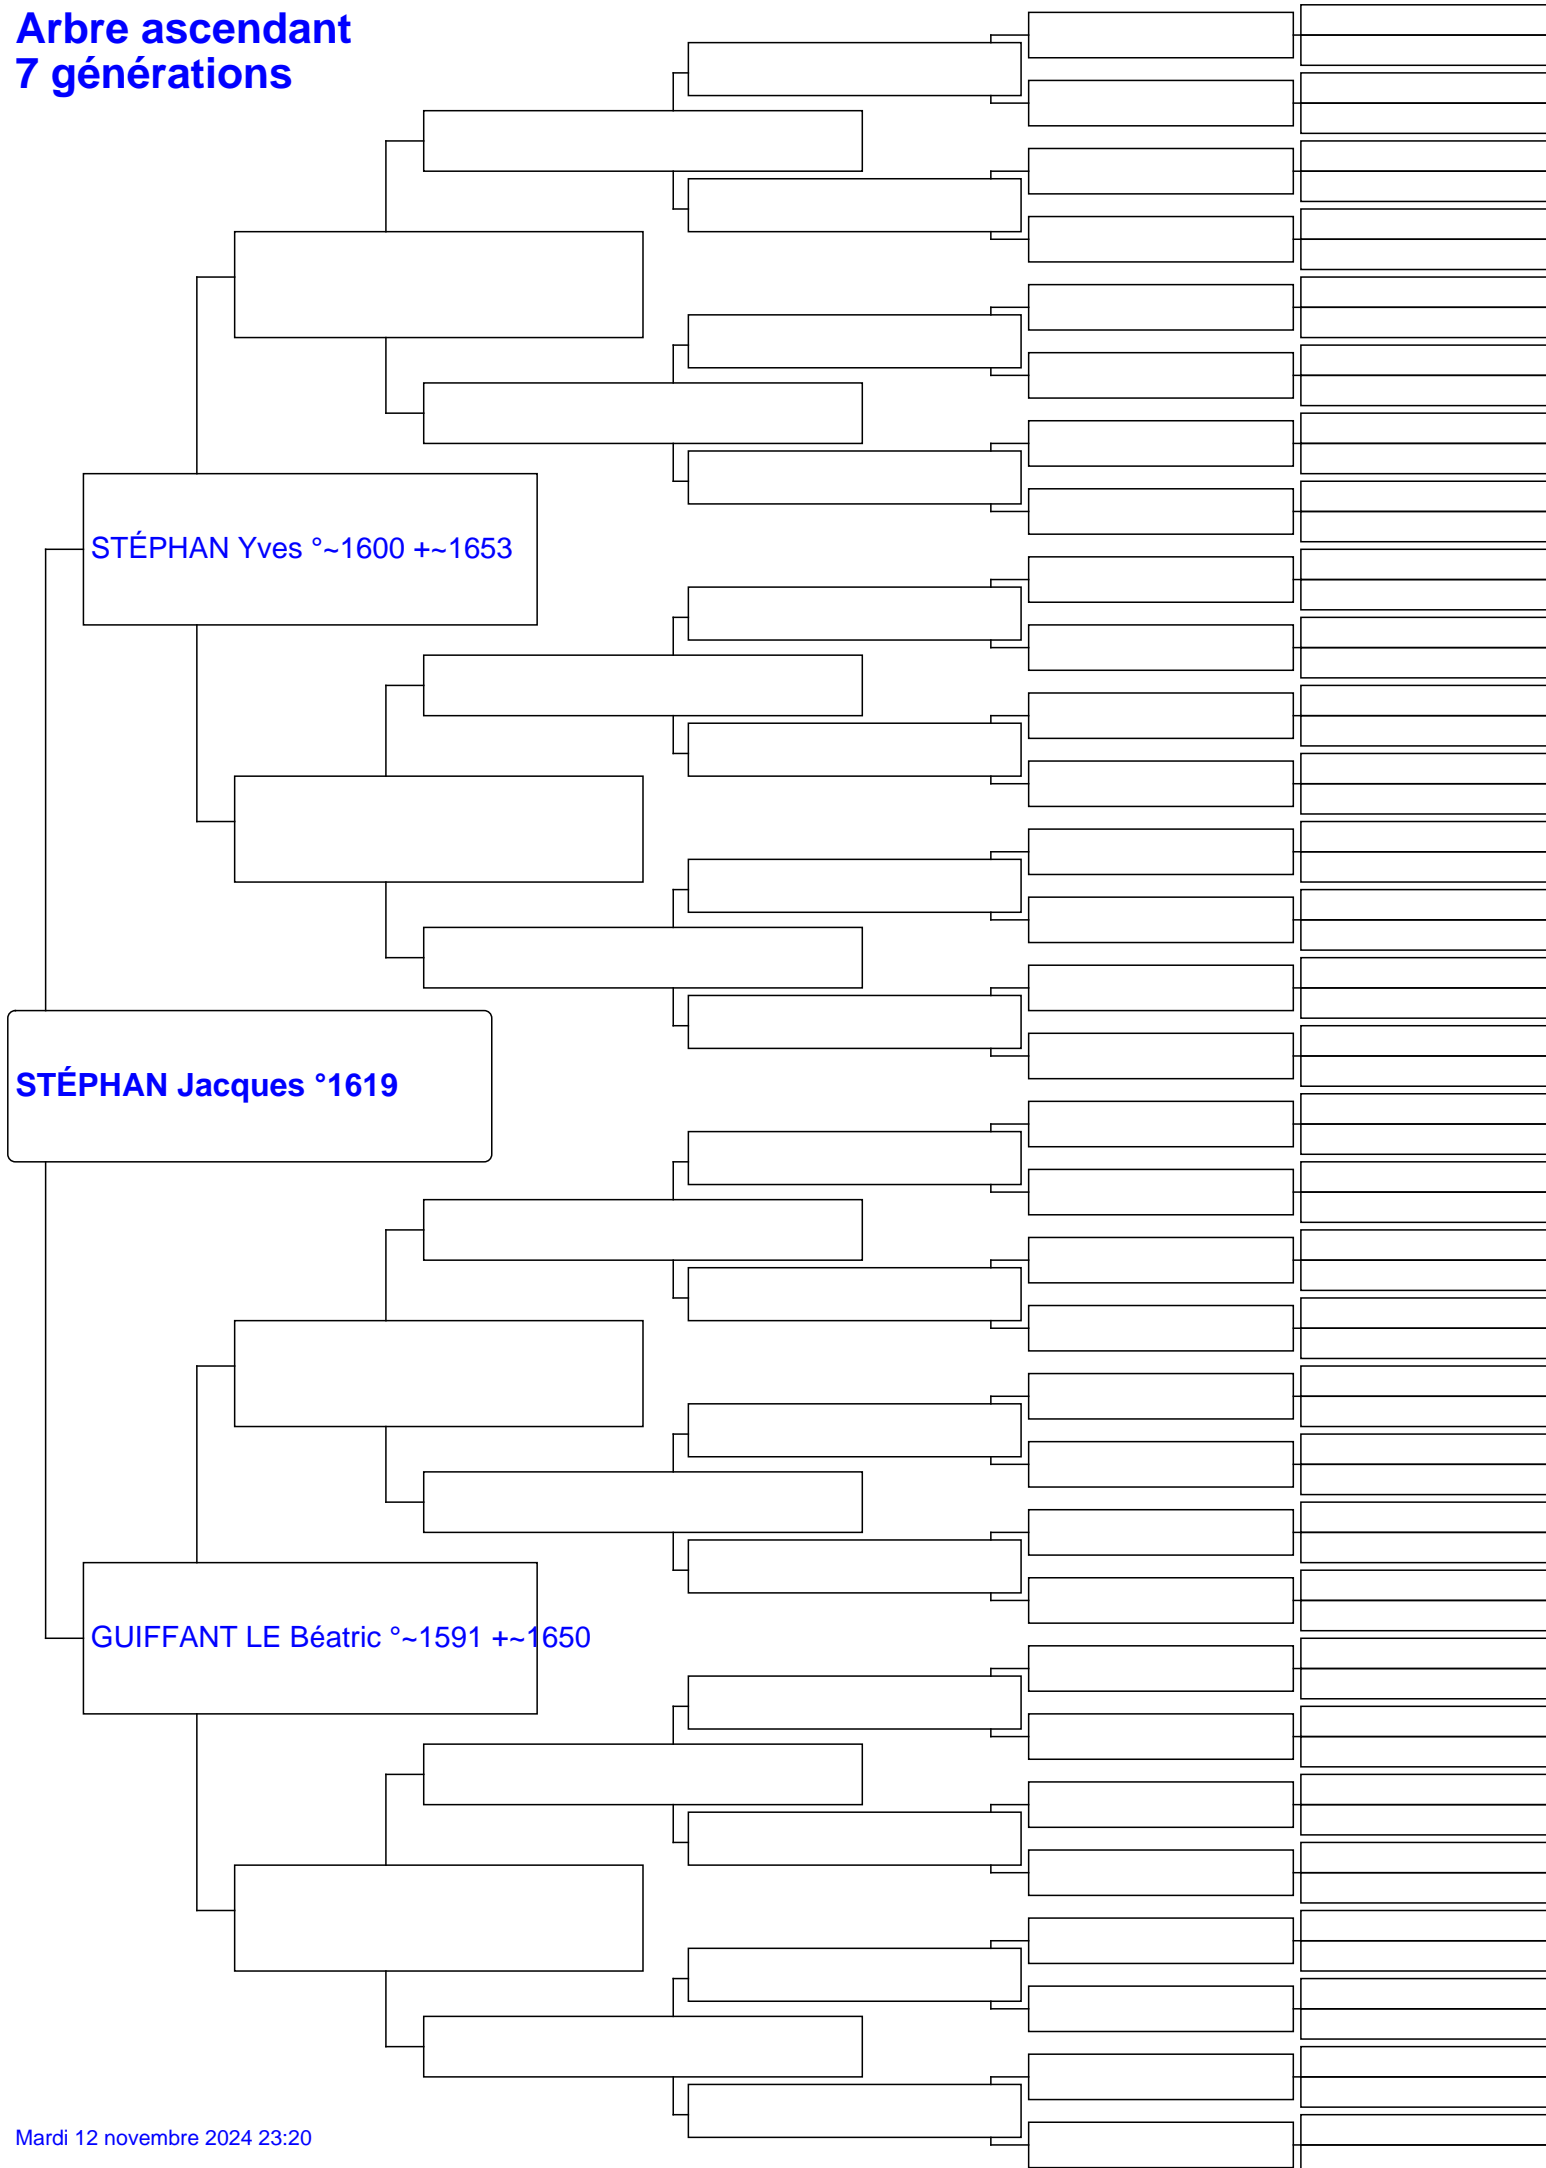 Arbre ascendant
7 générations
STÉPHAN Yves °~1600 +~1653
STÉPHAN Jacques °1619
GUIFFANT LE Béatric °~1591 +~1650
Mardi 12 novembre 2024 23:20